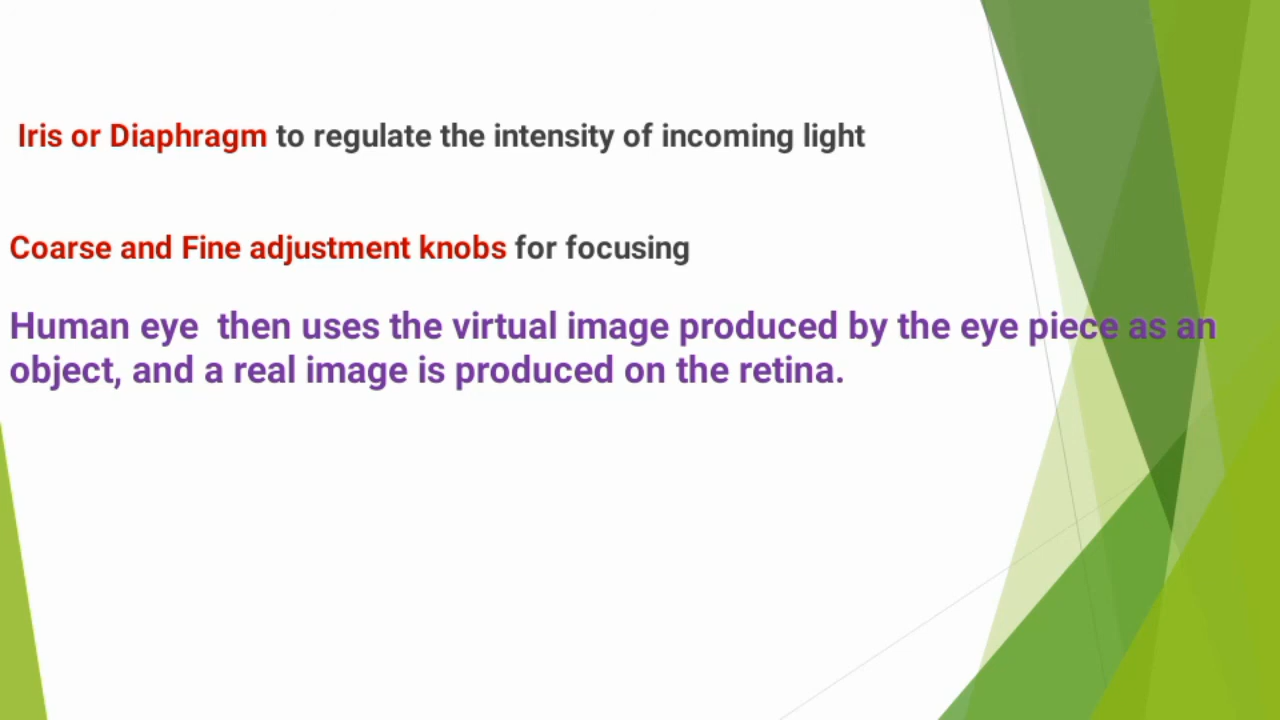 Iris or Diaphragm to regulate the intensity of incoming light
Coarse and Fine adjustment knobs for focusing
Human eye then uses the virtual image produced by the eye piece as an
object, and a real image is produced on the retina.